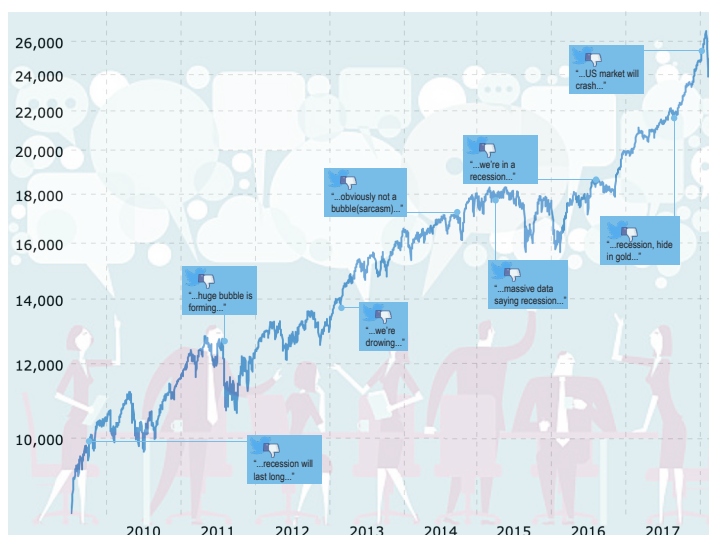 26,000
24,000
22,000
20,000
18,000
16,000
14,000
12,000
10,000
“...US market will
crash...”
“...we’re in a
recession...”
“...obviously not a
bubble(sarcasm)...”
“...recession, hide
in gold...”
“...massive data
saying recession...”
“...huge bubble is
forming...”
“...we’re
drowing...”
“...recession will
last long...”
2010
2011
2012
2013
2014
2015
2016
2017